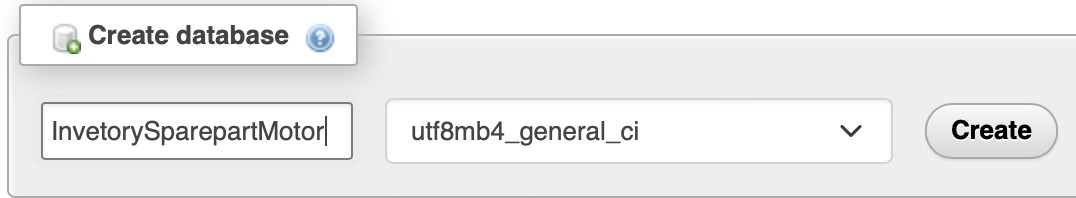 Create database
InvetorySparepartMotor
utf8mb4_general_ci
Create